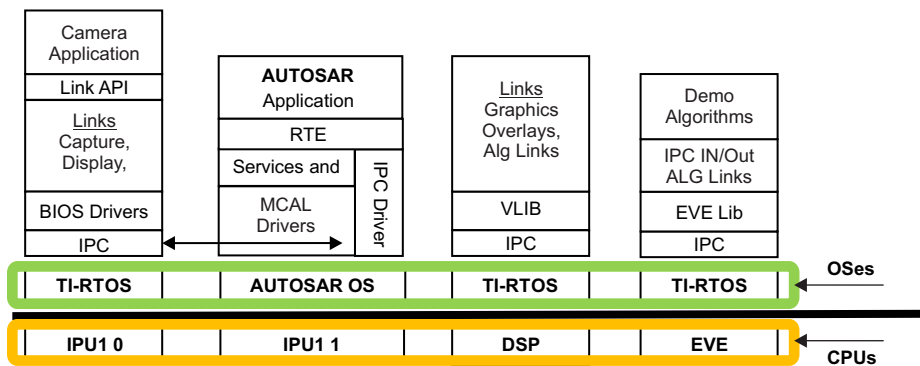 Camera
Application
Link API
Links
Capture,
Display,
BIOS Drivers
IPC
AUTOSAR
Application
RTE
Services and
MCAL
Drivers
IPC Driver
Links
Graphics
Overlays,
Alg Links
VLIB
IPC
Demo
Algorithms
IPC IN/Out
ALG Links
EVE Lib
IPC
TI-RTOS
AUTOSAR OS
TI-RTOS
TI-RTOS
OSes
IPU1 0
IPU1 1
DSP
EVE
CPUs